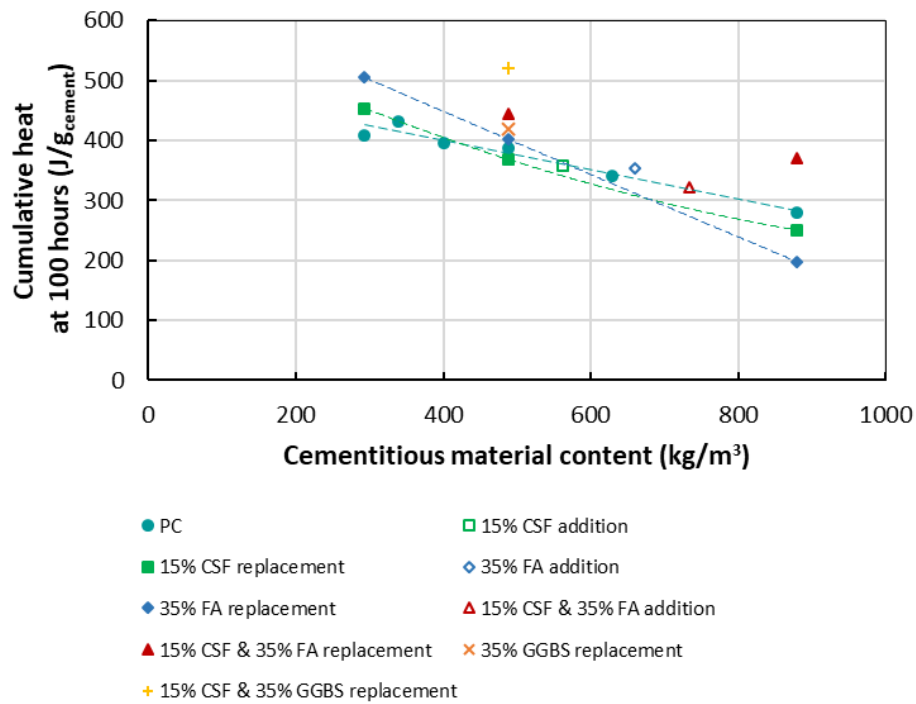 600
500
400
300
200
100
0
Cumulative heat
at 100 hours (J/g_cement)
0 200 400 600 800 1000
Cementitious material content (kg/m³)
PC
15% CSF addition
15% CSF replacement
35% FA addition
35% FA replacement
15% CSF & 35% FA addition
15% CSF & 35% FA replacement
35% GGBS replacement
15% CSF & 35% GGBS replacement